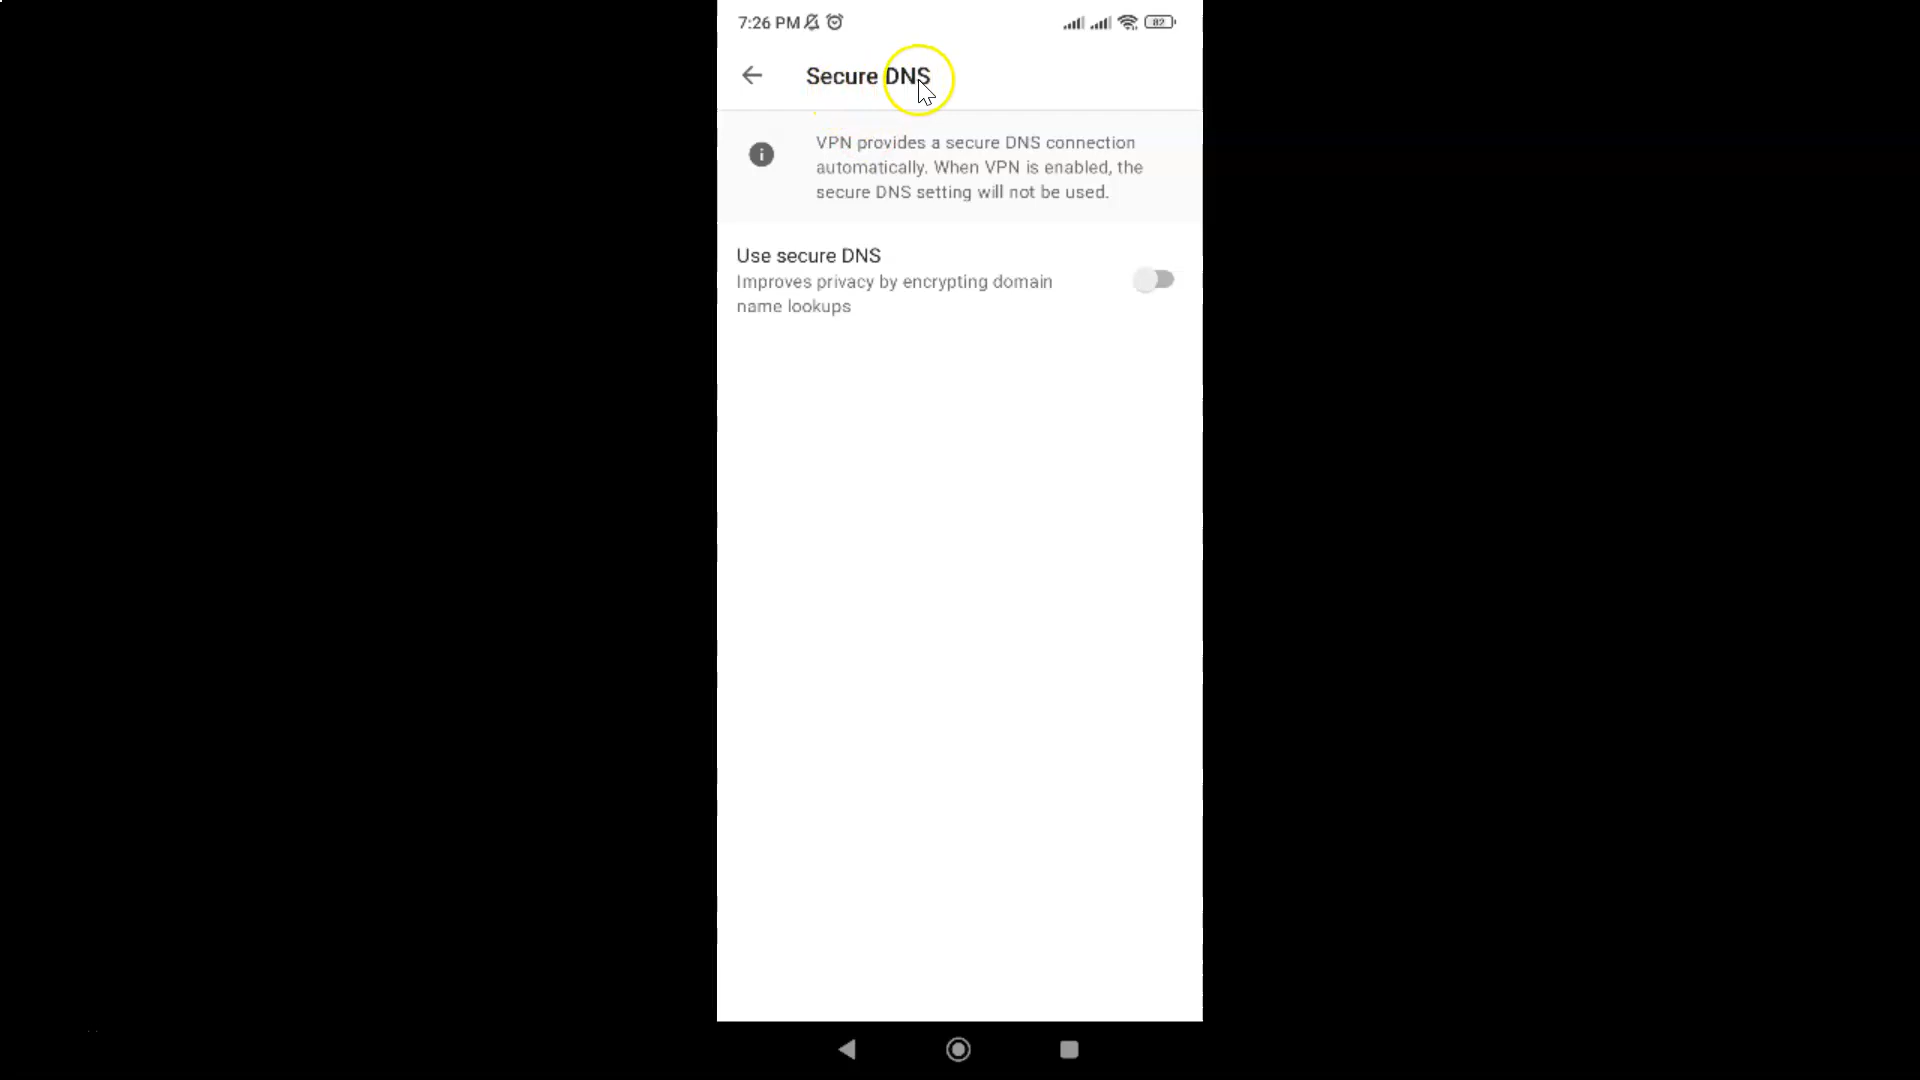 7:26 PM 82
Secure DNS
VPN provides a secure DNS connection
automatically. When VPN is enabled, the
secure DNS setting will not be used.
Use secure DNS
Improves privacy by encrypting domain
name lookups